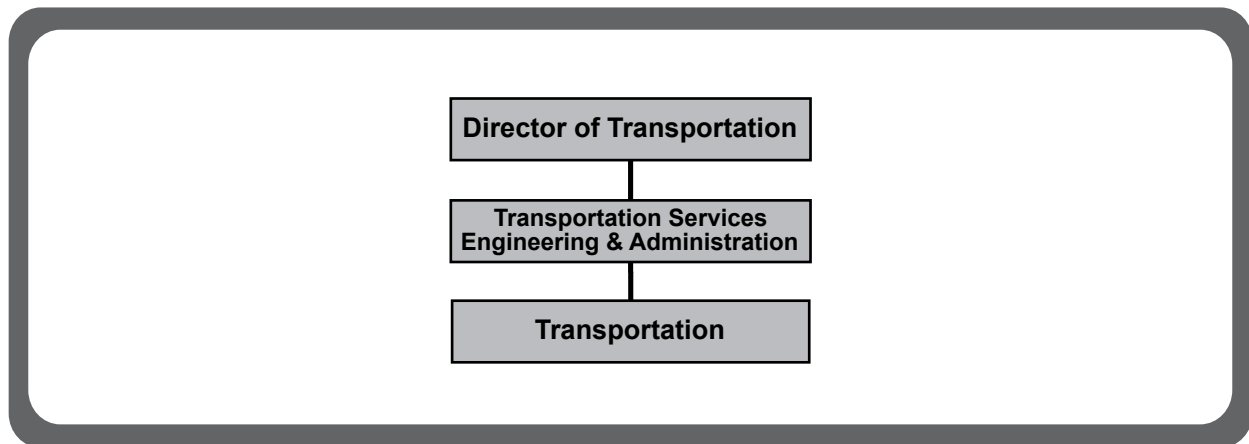 Director of Transportation
Transportation Services
Engineering & Administration
Transportation